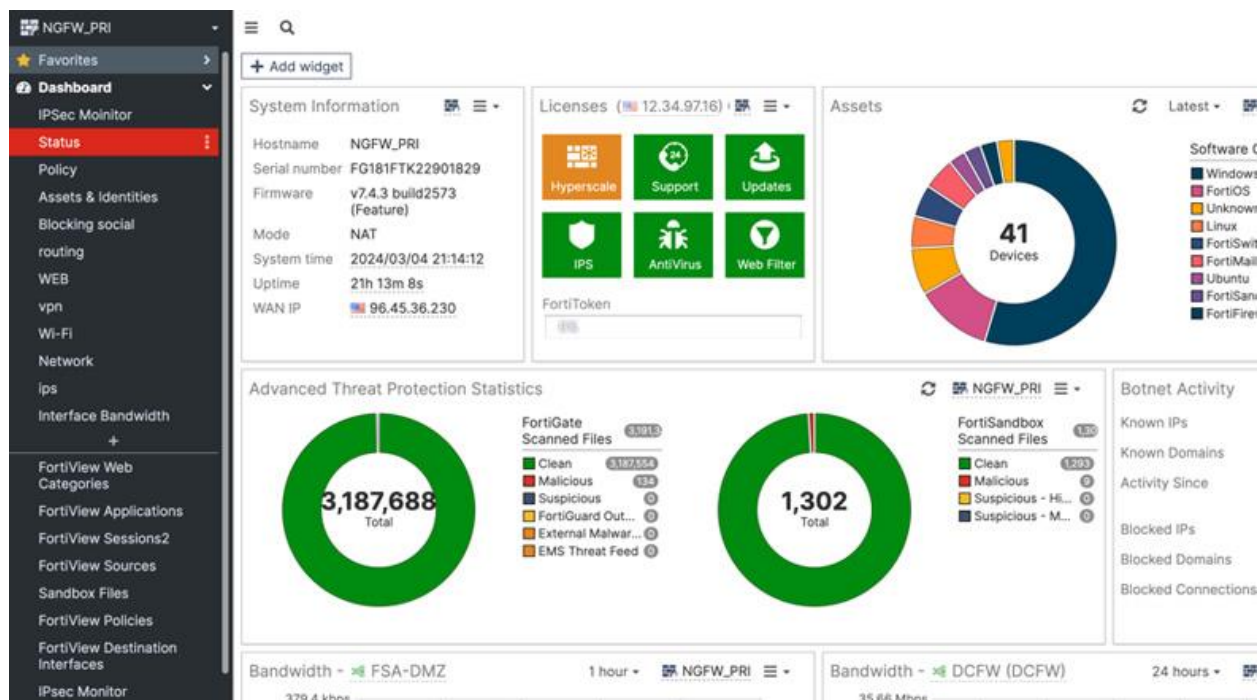 NGFW_PRI
Favorites
Dashboard
IPSec Moinitor
Status
Policy
Assets & Identities
Blocking social
routing
WEB
vpn
Wi-Fi
Network
ips
Interface Bandwidth
+
FortiView Web
Categories
FortiView Applications
FortiView Sessions2
FortiView Sources
Sandbox Files
FortiView Policies
FortiView Destination
Interfaces
IPsec Monitor
+ Add widget
System Information
Hostname NGFW_PRI
Serial number FG181FTK22901829
Firmware v7.4.3 build2573
(Feature)
Mode NAT
System time 2024/03/04 21:14:12
Uptime 21h 13m 8s
WAN IP 96.45.36.230
Licenses (12.34.97.16)
Hyperscale Support Updates
IPS AntiVirus Web Filter
FortiToken
Assets Latest
41
Devices
Software O
Windows
FortiOS
Unknown
Linux
FortiSwit
FortiMail
Ubuntu
FortiSan
FortiFire
Advanced Threat Protection Statistics NGFW_PRI
3,187,688
Total
FortiGate
Scanned Files 3,191,3
Clean 3,187,554
Malicious 134
Suspicious 0
FortiGuard Out... 0
External Malwar... 0
EMS Threat Feed 0
1,302
Total
FortiSandbox
Scanned Files 1,30
Clean 1,293
Malicious 9
Suspicious - Hi... 0
Suspicious - M... 0
Botnet Activity
Known IPs
Known Domains
Activity Since
Blocked IPs
Blocked Domains
Blocked Connections
Bandwidth - FSA-DMZ 1 hour NGFW_PRI
379.4 kbps
Bandwidth - DCFW (DCFW) 24 hours
35.66 Mbps